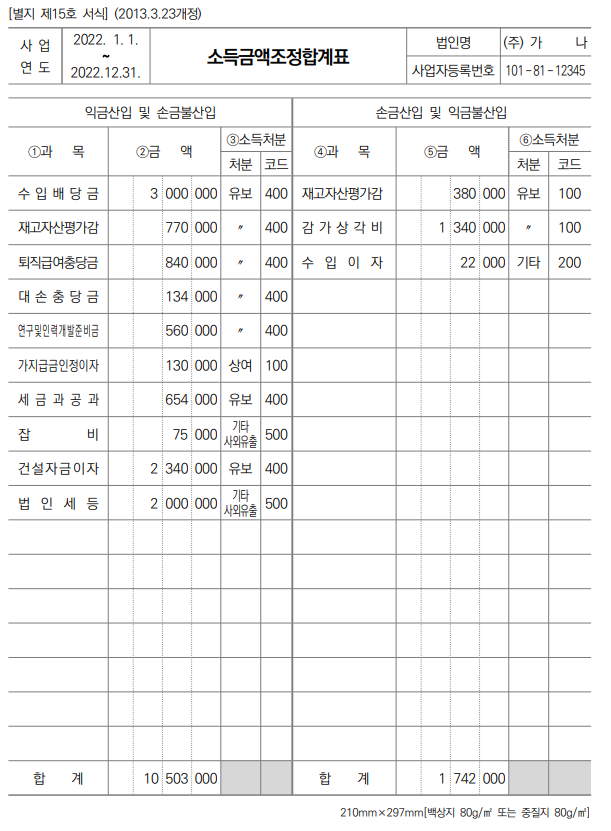 [별지 제15호 서식] (2013.3.23개정)
사 업 연 도
2022. 1. 1.
~
2022.12.31.
소득금액조정합계표
법인명 (주) 가 나
사업자등록번호 101-81-12345
익금산입 및 손금불산입 손금산입 및 익금불산입
①과 목 ②금 액 ③소득처분 ④과 목 ⑤금 액 ⑥소득처분
처분 코드 처분 코드
수 입 배 당 금 3 000 000 유보 400 재고자산평가감 380 000 유보 100
재고자산평가감 770 000 〃 400 감 가 상 각 비 1 340 000 〃 100
퇴직급여충당금 840 000 〃 400 수 입 이 자 22 000 기타 200
대 손 충 당 금 134 000 〃 400
연구및인력개발준비금 560 000 〃 400
가지급금인정이자 130 000 상여 100
세 금 과 공 과 654 000 유보 400
잡 비 75 000 기타 사외유출 500
건설자금이자 2 340 000 유보 400
법 인 세 등 2 000 000 기타 사외유출 500
합 계 10 503 000 합 계 1 742 000
210mm×297mm[백상지 80g/㎡ 또는 중질지 80g/㎡]